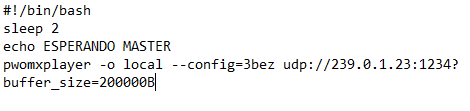 #!/bin/bash
sleep 2
echo ESPERANDO MASTER
pwomxplayer -o local --config=3bez udp://239.0.1.23:1234?
buffer_size=200000B